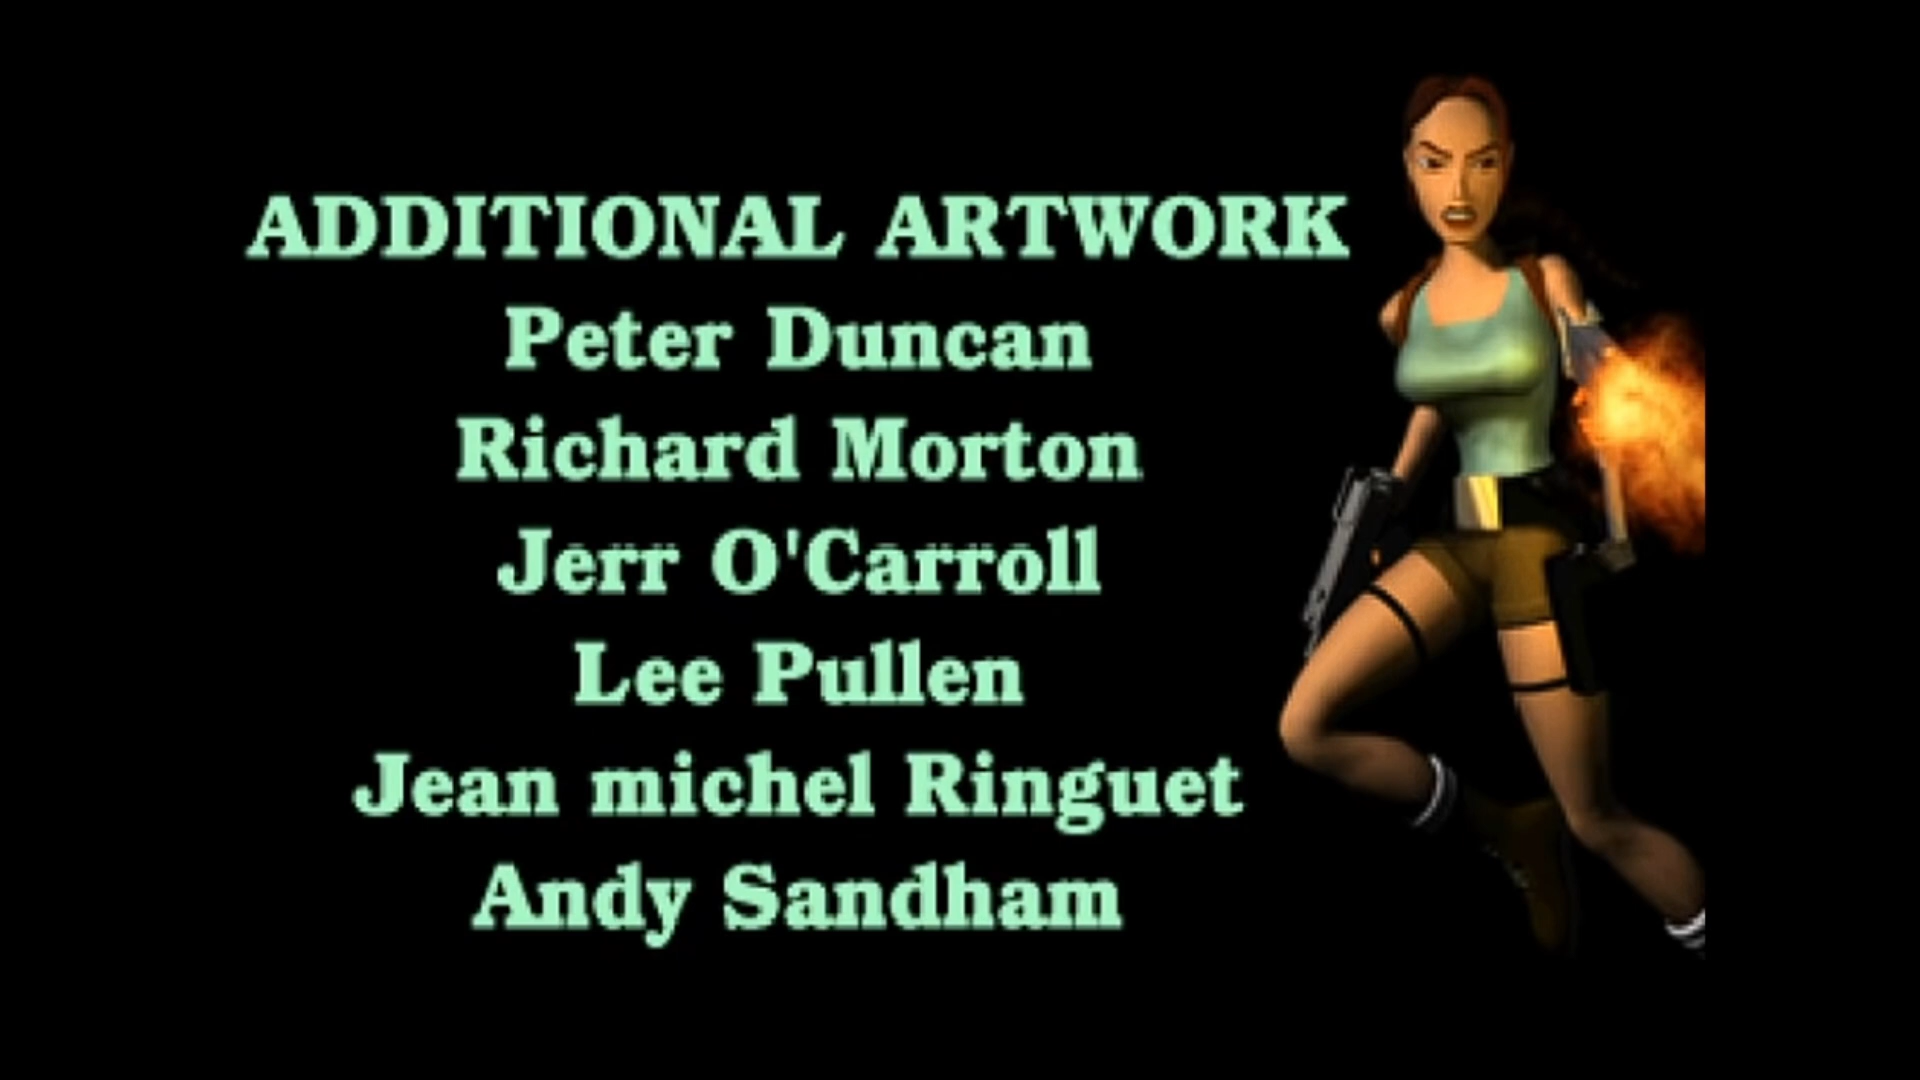 ADDITIONAL ARTWORK
Peter Duncan
Richard Morton
Jerr O'Carroll
Lee Pullen
Jean michel Ringuet
Andy Sandham